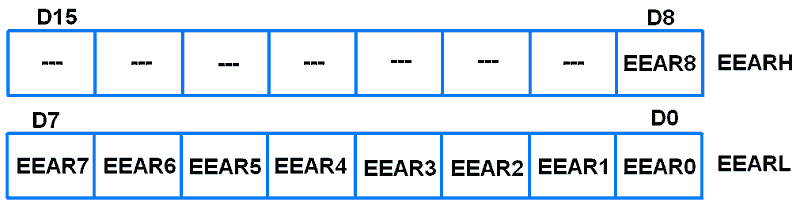 D15 D8
--- --- --- --- --- --- --- EEAR8 EEARH
D7 D0
EEAR7 EEAR6 EEAR5 EEAR4 EEAR3 EEAR2 EEAR1 EEAR0 EEARL